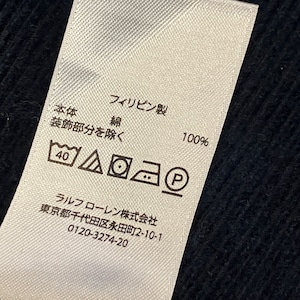 フィリピン製
本体 綿 100%
装飾部分を除く
40 P
ラルフ ローレン株式会社
東京都千代田区永田町2-10-1
0120-3274-20